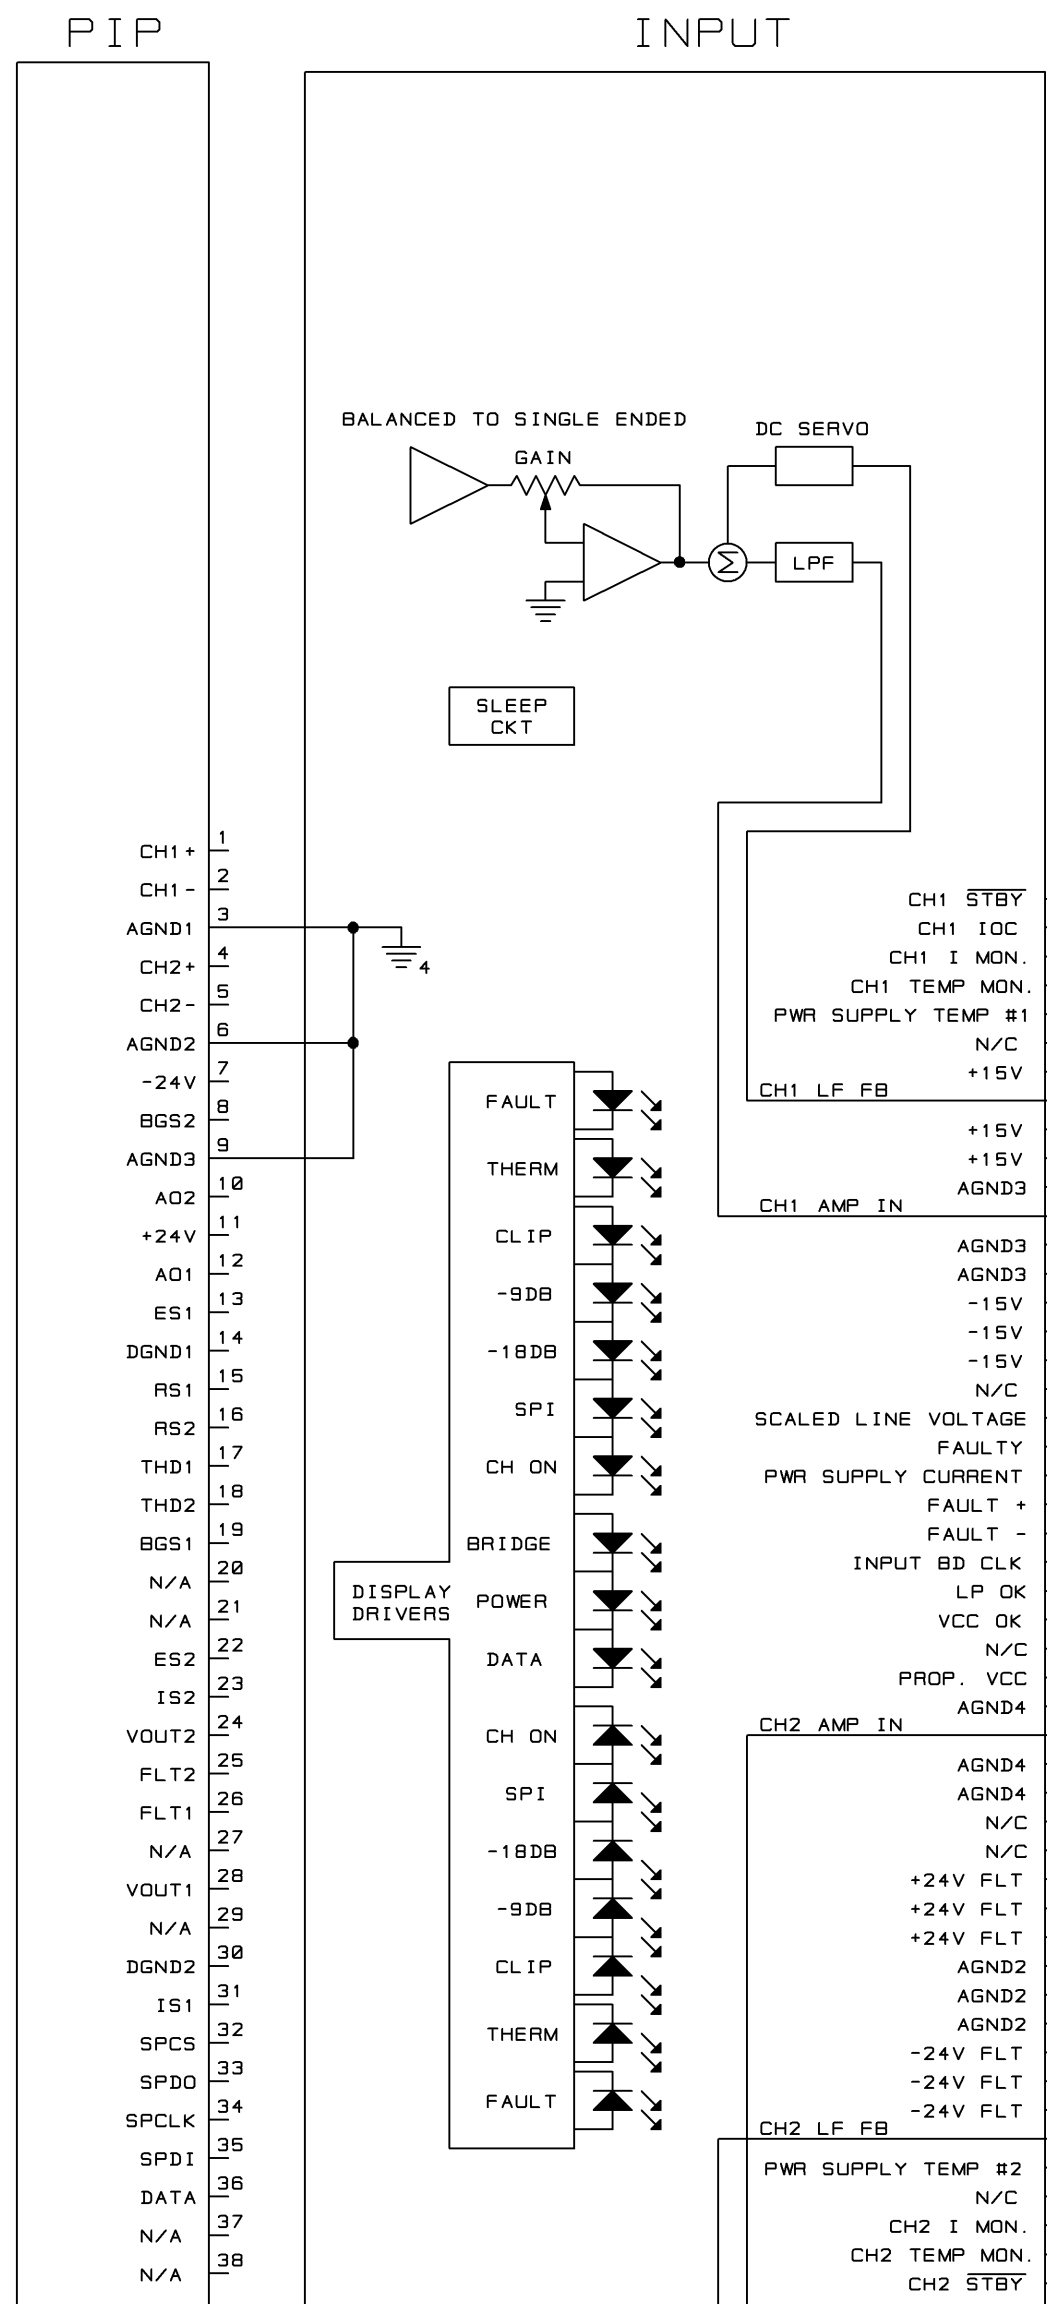 PIP
INPUT
BALANCED TO SINGLE ENDED
GAIN
DC SERVO
Σ
LPF
SLEEP
CKT
CH1+ 1
CH1- 2
AGND1 3
4
CH2+ 4
CH2- 5
AGND2 6
-24V 7
BGS2 8
AGND3 9
AO2 10
+24V 11
AO1 12
ES1 13
DGND1 14
RS1 15
RS2 16
THD1 17
THD2 18
BGS1 19
N/A 20
N/A 21
ES2 22
IS2 23
VOUT2 24
FLT2 25
FLT1 26
N/A 27
VOUT1 28
N/A 29
DGND2 30
IS1 31
SPCS 32
SPDO 33
SPCLK 34
SPDI 35
DATA 36
N/A 37
N/A 38
DISPLAY
DRIVERS
FAULT
THERM
CLIP
-9DB
-18DB
SPI
CH ON
BRIDGE
POWER
DATA
CH ON
SPI
-18DB
-9DB
CLIP
THERM
FAULT
CH1 STBY
CH1 IOC
CH1 I MON.
CH1 TEMP MON.
PWR SUPPLY TEMP #1
N/C
+15V
CH1 LF FB
+15V
+15V
AGND3
CH1 AMP IN
AGND3
AGND3
-15V
-15V
-15V
N/C
SCALED LINE VOLTAGE
FAULTY
PWR SUPPLY CURRENT
FAULT +
FAULT -
INPUT BD CLK
LP OK
VCC OK
N/C
PROP. VCC
AGND4
CH2 AMP IN
AGND4
AGND4
N/C
N/C
+24V FLT
+24V FLT
+24V FLT
AGND2
AGND2
AGND2
-24V FLT
-24V FLT
-24V FLT
CH2 LF FB
PWR SUPPLY TEMP #2
N/C
CH2 I MON.
CH2 TEMP MON.
CH2 STBY